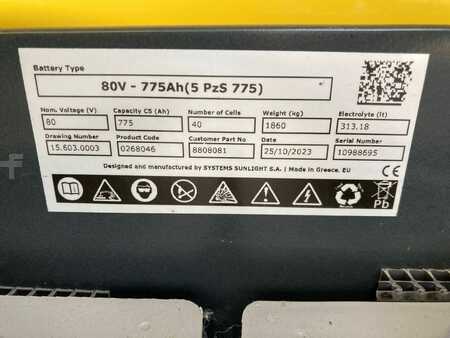 Battery Type
80V - 775Ah(5 PzS 775)
Nom. Voltage (V) Capacity C5 (Ah) Number of Cells Weight (kg) Electrolyte (lt)
80 775 40 1860 313.18
Drawing Number Product Code Customer Part No Date Serial Number
15.603.0003 0268046 8808081 25/10/2023 10988695
Designed and manufactured by SYSTEMS SUNLIGHT S.A. | Made in Greece, EU
CE
Pb